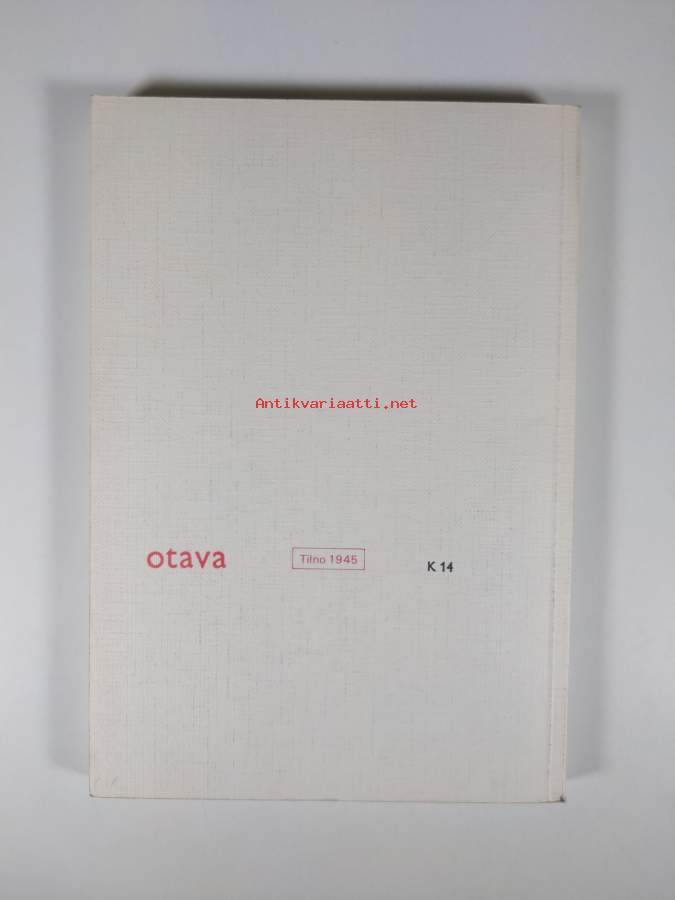 Antikvariaatti.net
otava
Tilno 1945
K 14